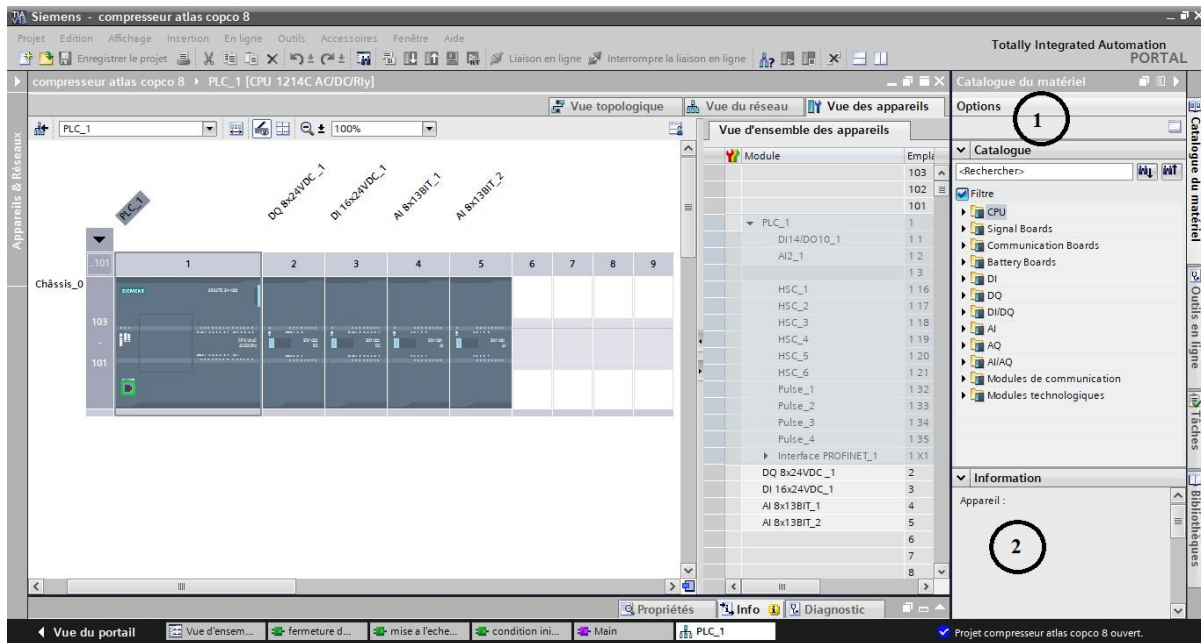 Siemens - compresseur atlas copco 8
Projet Edition Affichage Insertion En ligne Outils Accessoires Fenêtre Aide
Enregistrer le projet Liaison en ligne Interrompre la liaison en ligne
Totally Integrated Automation
PORTAL
compresseur atlas copco 8 PLC_1 [CPU 1214C AC/DC/Rly]
Vue topologique Vue du réseau Vue des appareils
PLC_1 100%
Appareils & Réseaux
PLC_1 DQ 8x24VDC_1 DI 16x24VDC_1 AI 8x13BIT_1 AI 8x13BIT_2
1 2 3 4 5 6 7 8 9
Châssis_0
SIEMENS
103
-
101
Vue d'ensemble des appareils
Module Empla
103
102
101
PLC_1 1
DI14/DO10_1 1 1
AI2_1 1 2
1 3
HSC_1 1 16
HSC_2 1 17
HSC_3 1 18
HSC_4 1 19
HSC_5 1 20
HSC_6 1 21
Pulse_1 1 32
Pulse_2 1 33
Pulse_3 1 34
Pulse_4 1 35
Interface PROFINET_1 1 X1
DQ 8x24VDC _1 2
DI 16x24VDC_1 3
AI 8x13BIT_1 4
AI 8x13BIT_2 5
6
7
8
Catalogue du matériel
Options
1
Catalogue
<Rechercher>
Filtre
CPU
Signal Boards
Communication Boards
Battery Boards
DI
DQ
DI/DQ
AI
AQ
AI/AQ
Modules de communication
Modules technologiques
Information
Appareil :
2
Catalogue du matériel
Outils en ligne
Tâches
Bibliothèques
Propriétés Info Diagnostic
Vue du portail Vue d'ensem... fermeture d... mise a l'eche... condition ini... Main PLC_1
Projet compresseur atlas copco 8 ouvert.